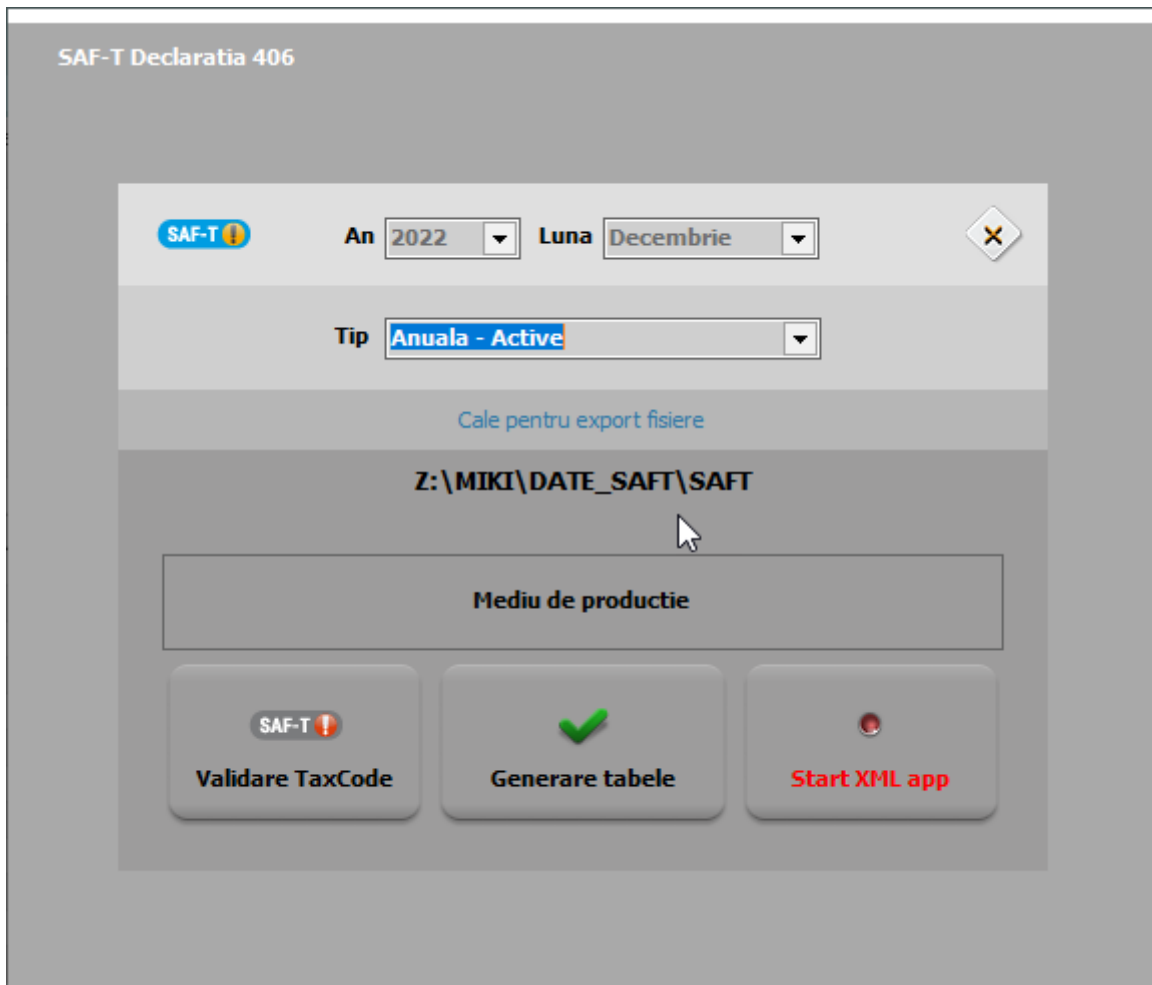 SAF-T Declaratia 406
SAF-T An 2022 Luna Decembrie
Tip Anuala - Active
Cale pentru export fisiere
Z:\MIKI\DATE_SAFT\SAFT
Mediu de productie
SAF-T
Validare TaxCode Generare tabele Start XML app